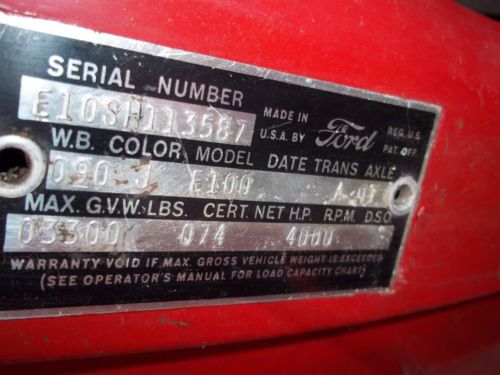 SERIAL NUMBER
E10SH113587
MADE IN U.S.A. BY Ford REG. U.S. PAT. OFF.
W.B. COLOR MODEL DATE TRANS AXLE
090 J E100 A 01
MAX. G.V.W. LBS. CERT. NET H.P. R.P.M. D.S.O.
03300 074 4000
WARRANTY VOID IF MAX. GROSS VEHICLE WEIGHT IS EXCEEDED
(SEE OPERATOR'S MANUAL FOR LOAD CAPACITY CHART)